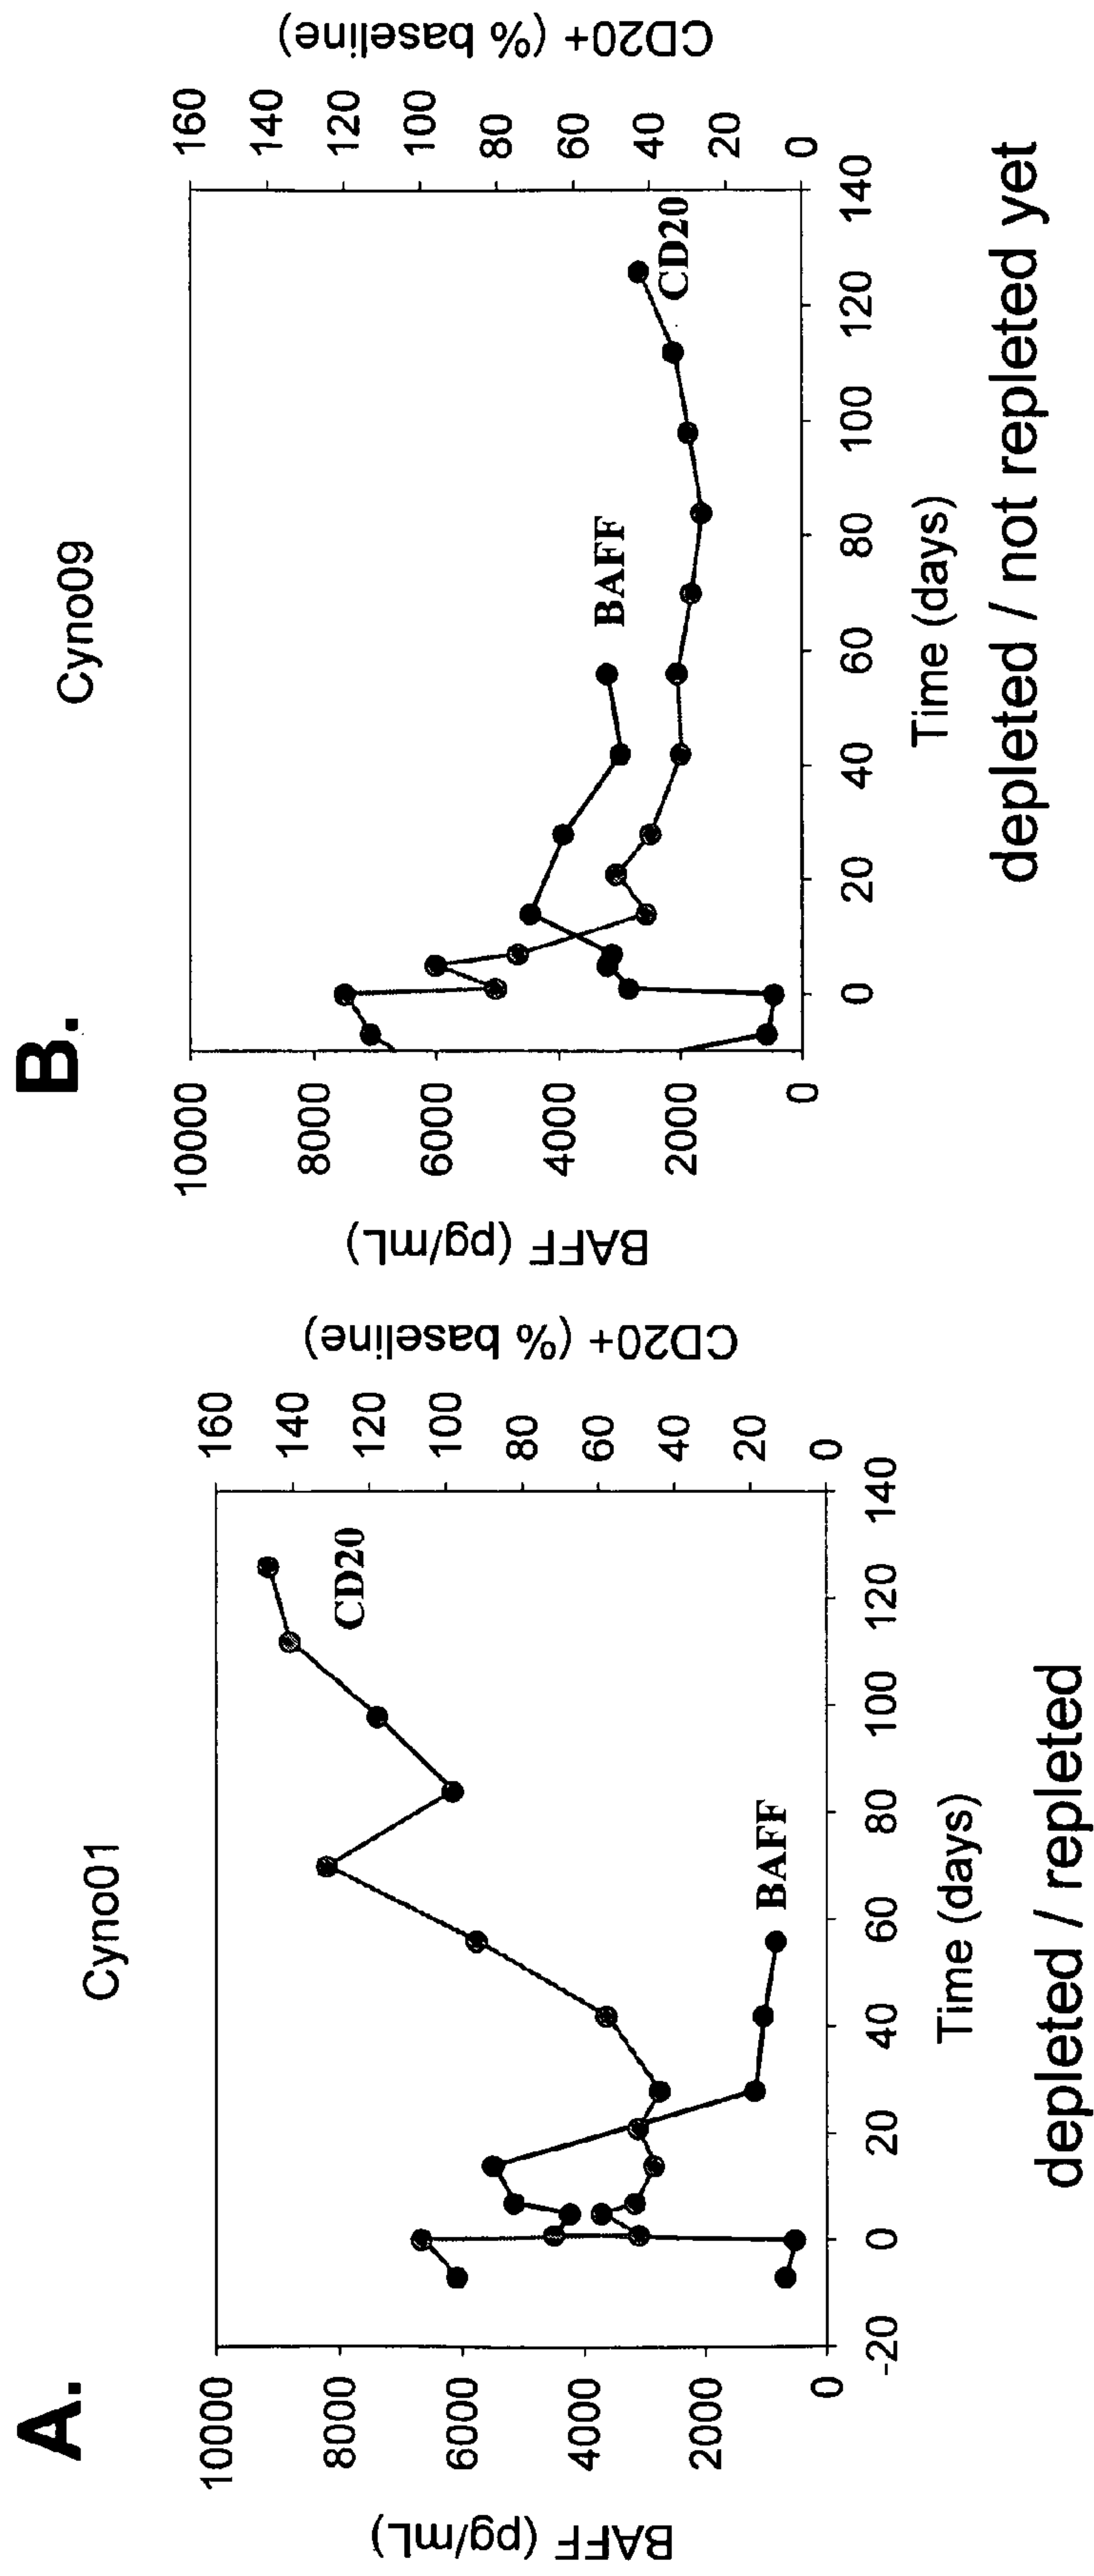 A.
Cyno01
BAFF (pg/mL)
10000
8000
6000
4000
2000
0
CD20+ (% baseline)
160
140
120
100
80
60
40
20
0
CD20
BAFF
-20 0 20 40 60 80 100 120 140
Time (days)
depleted / repleted
B.
Cyno09
BAFF (pg/mL)
10000
8000
6000
4000
2000
0
CD20+ (% baseline)
160
140
120
100
80
60
40
20
0
BAFF
CD20
0 20 40 60 80 100 120 140
Time (days)
depleted / not repleted yet